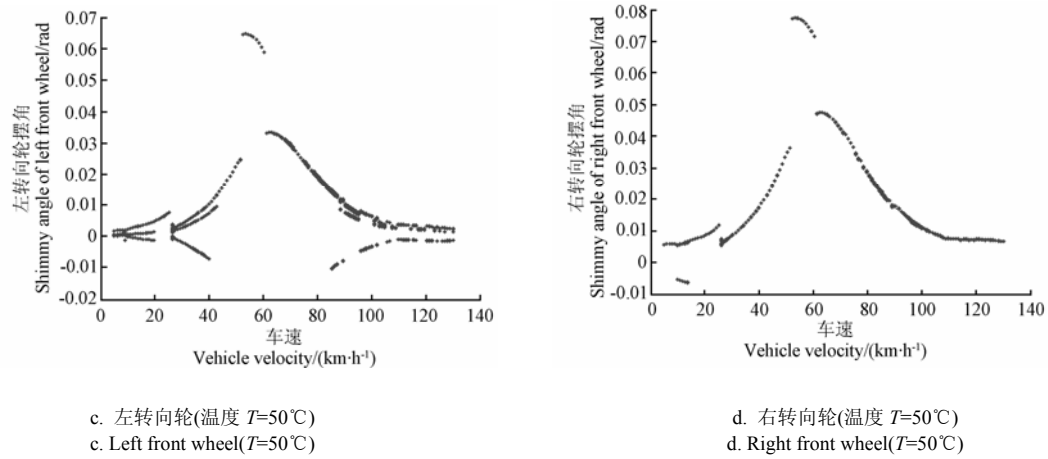 0.07
0.06
0.05
0.04
0.03
0.02
0.01
0
-0.01
-0.02
左转向轮摆角
Shimmy angle of left front wheel/rad
0 20 40 60 80 100 120 140
车速
Vehicle velocity/(km·h⁻¹)
c. 左转向轮(温度 T=50℃)
c. Left front wheel(T=50℃)
0.08
0.07
0.06
0.05
0.04
0.03
0.02
0.01
0
-0.01
右转向轮摆角
Shimmy angle of right front wheel/rad
0 20 40 60 80 100 120 140
车速
Vehicle velocity/(km·h⁻¹)
d. 右转向轮(温度 T=50℃)
d. Right front wheel(T=50℃)